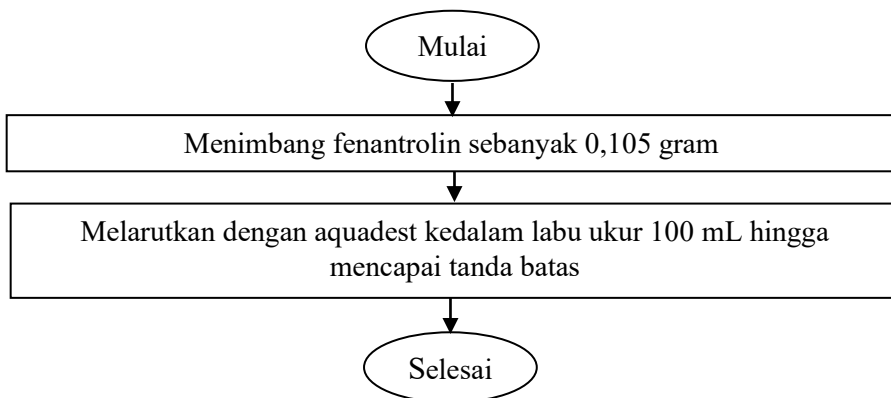 Mulai
Menimbang fenantrolin sebanyak 0,105 gram
Melarutkan dengan aquadest kedalam labu ukur 100 mL hingga
mencapai tanda batas
Selesai